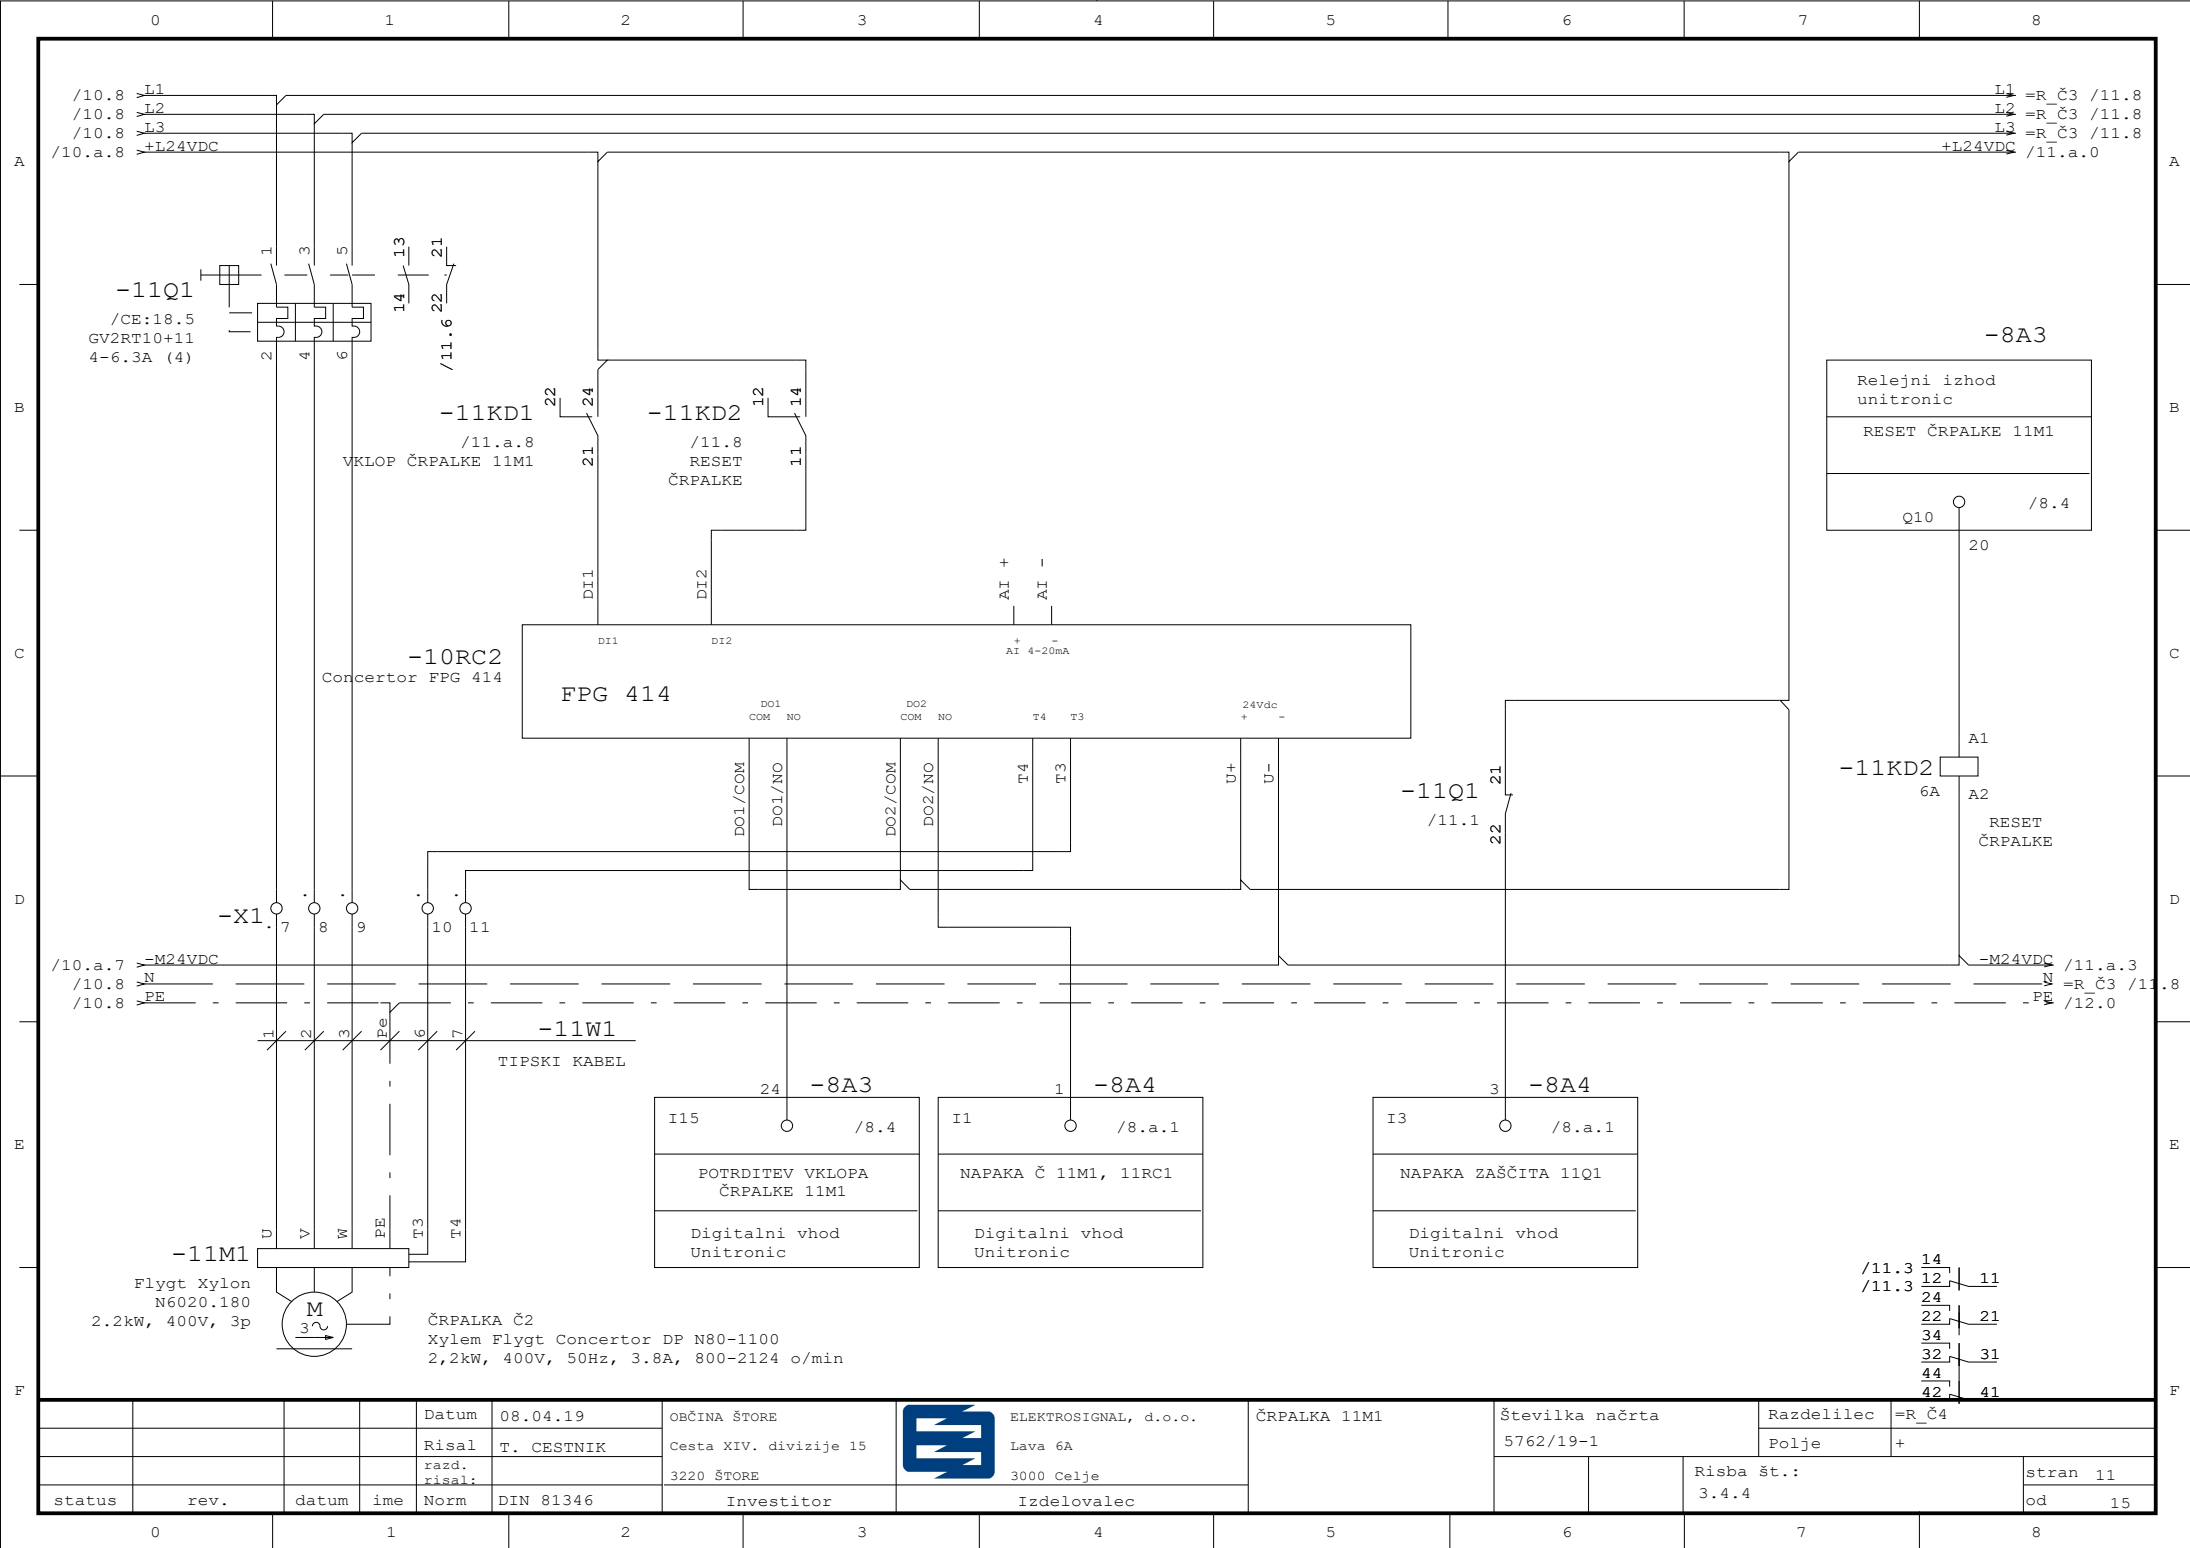 0 1 2 3 4 5 6 7 8
/10.8 L1 L1 =R_Č3 /11.8
/10.8 L2 L2 =R_Č3 /11.8
/10.8 L3 L3 =R_Č3 /11.8
/10.a.8 +L24VDC +L24VDC /11.a.0
A A
1 3 5 13 21
-11Q1
/CE:18.5
GV2RT10+11
4-6.3A (4)
2 4 6 14 22
/11.6
-8A3
Relejni izhod
unitronic
RESET ČRPALKE 11M1
/8.4
Q10
20
B B
22 24
-11KD1
/11.a.8
VKLOP ČRPALKE 11M1
21
12 14
-11KD2
/11.8
RESET
ČRPALKE
11
DI1 DI2 AI + AI -
C C
-10RC2
Concertor FPG 414
DI1 DI2 + -
AI 4-20mA
FPG 414
DO1 DO2 24Vdc
COM NO COM NO T4 T3 + -
DO1/COM DO1/NO DO2/COM DO2/NO T4 T3 U+ U-
21
-11Q1
/11.1
22
A1
-11KD2
6A A2
RESET
ČRPALKE
D D
-X1 . . . . .
7 8 9 10 11
/10.a.7 -M24VDC -M24VDC /11.a.3
/10.8 N N =R_Č3 /11.8
/10.8 PE PE /12.0
1 2 3 Pe 6 7
-11W1
TIPSKI KABEL
24 -8A3
I15 /8.4
POTRDITEV VKLOPA
ČRPALKE 11M1
Digitalni vhod
Unitronic
1 -8A4
I1 /8.a.1
NAPAKA Č 11M1, 11RC1
Digitalni vhod
Unitronic
3 -8A4
I3 /8.a.1
NAPAKA ZAŠČITA 11Q1
Digitalni vhod
Unitronic
E E
U V W PE T3 T4
-11M1
Flygt Xylon
N6020.180
2.2kW, 400V, 3p
M
3
ČRPALKA Č2
Xylem Flygt Concertor DP N80-1100
2,2kW, 400V, 50Hz, 3.8A, 800-2124 o/min
/11.3 14
/11.3 12 11
24
22 21
34
32 31
44
42 41
F F
Datum 08.04.19
Risal T. CESTNIK
razd.
risal:
status rev. datum ime Norm DIN 81346
OBČINA ŠTORE
Cesta XIV. divizije 15
3220 ŠTORE
Investitor
ELEKTROSIGNAL, d.o.o.
Lava 6A
3000 Celje
Izdelovalec
ČRPALKA 11M1
Številka načrta
5762/19-1
Razdelilec =R_Č4
Polje +
Risba št.:
3.4.4
stran 11
od 15
0 1 2 3 4 5 6 7 8